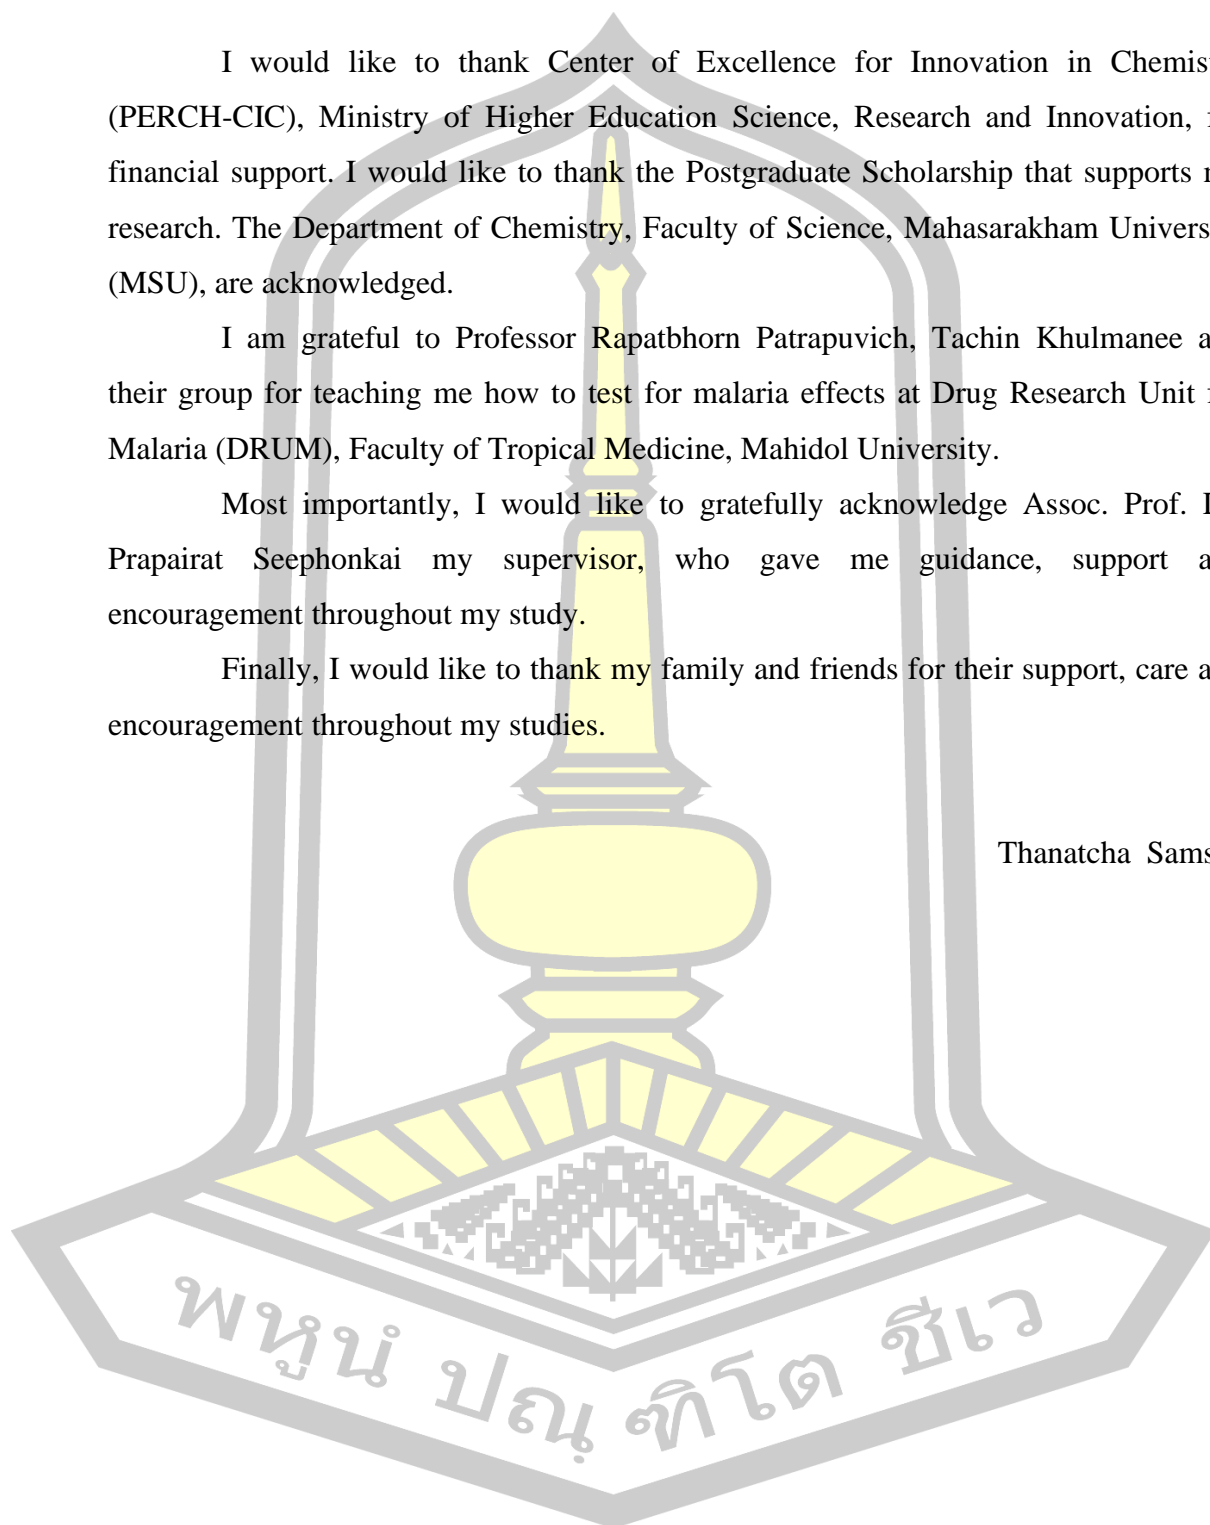 I would like to thank Center of Excellence for Innovation in
(PERCH-CIC), Ministry of Higher Education Science, Research and Innovation,
financial support. I would like to thank the Postgraduate Scholarship that supports
research. The Department of Chemistry, Faculty of Science, Mahasarakham
(MSU), are acknowledged.
I am grateful to Professor Rapatbhorn Patrapuvich, Tachin Khulmanee
their group for teaching me how to test for malaria effects at Drug Research Unit
Malaria (DRUM), Faculty of Tropical Medicine, Mahidol University.
Most importantly, I would like to gratefully acknowledge Assoc. Prof.
Prapairat Seephonkai my supervisor, who gave me guidance, support
encouragement throughout my study.
Finally, I would like to thank my family and friends for their support, care
encouragement throughout my studies.
Thanatcha
พหูนํ ปณฺฑิโต ชีเว